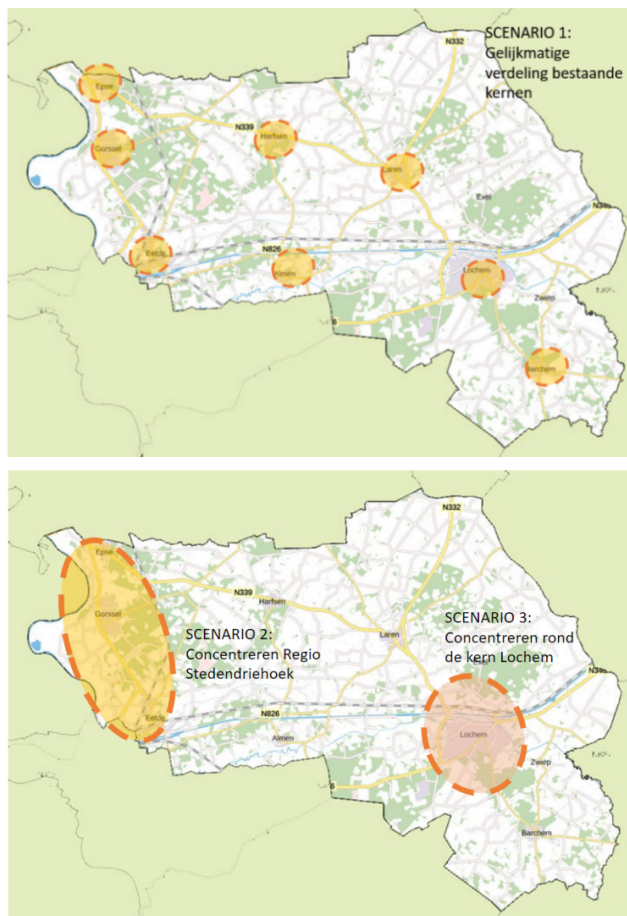 SCENARIO 1:
Gelijkmatige
verdeling bestaande
kernen
N332
Epse
N339
Harfsen
Gorssel
Laren
Exel
N346
Eefde
N826
Almen
Lochem
Zwiep
8
Barchem
N332
Epse
N339
Harfsen
Gorssel
SCENARIO 2:
Concentreren Regio
Stedendriehoek
SCENARIO 3:
Concentreren rond
de kern Lochem
Laren
N346
Eefde
N826
Almen
Lochem
Zwiep
8
Barchem